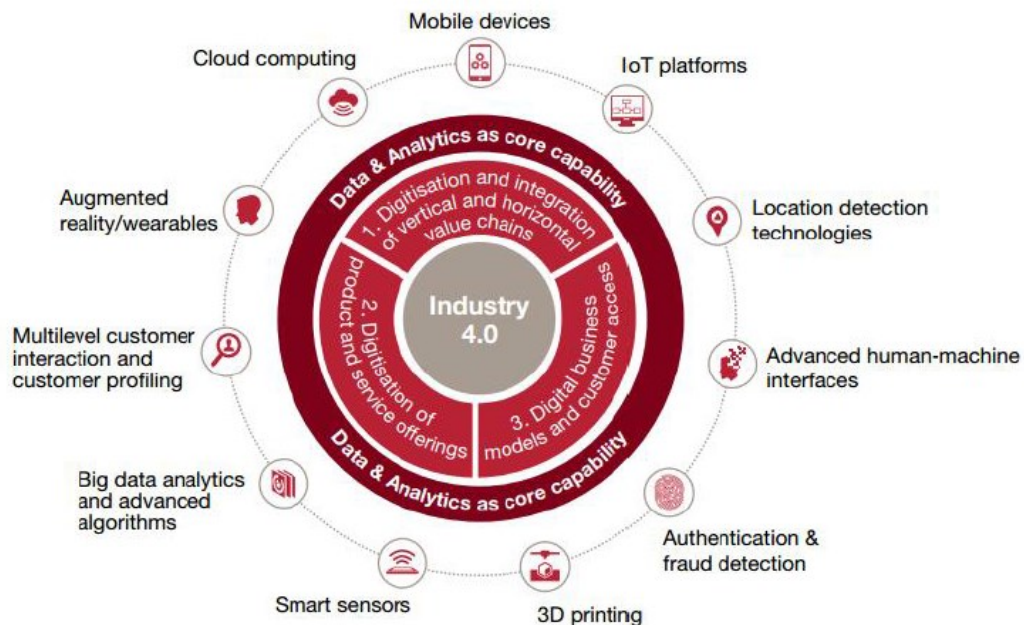 Mobile devices
Cloud computing
IoT platforms
Data & Analytics as core capability
1. Digitisation and integration
of vertical and horizontal
value chains
Augmented
reality/wearables
Location detection
technologies
Industry
4.0
2. Digitisation of
product and service offerings
3. Digital business
models and customer access
Multilevel customer
interaction and
customer profiling
Advanced human-machine
interfaces
Data & Analytics as core capability
Big data analytics
and advanced
algorithms
Authentication &
fraud detection
Smart sensors
3D printing